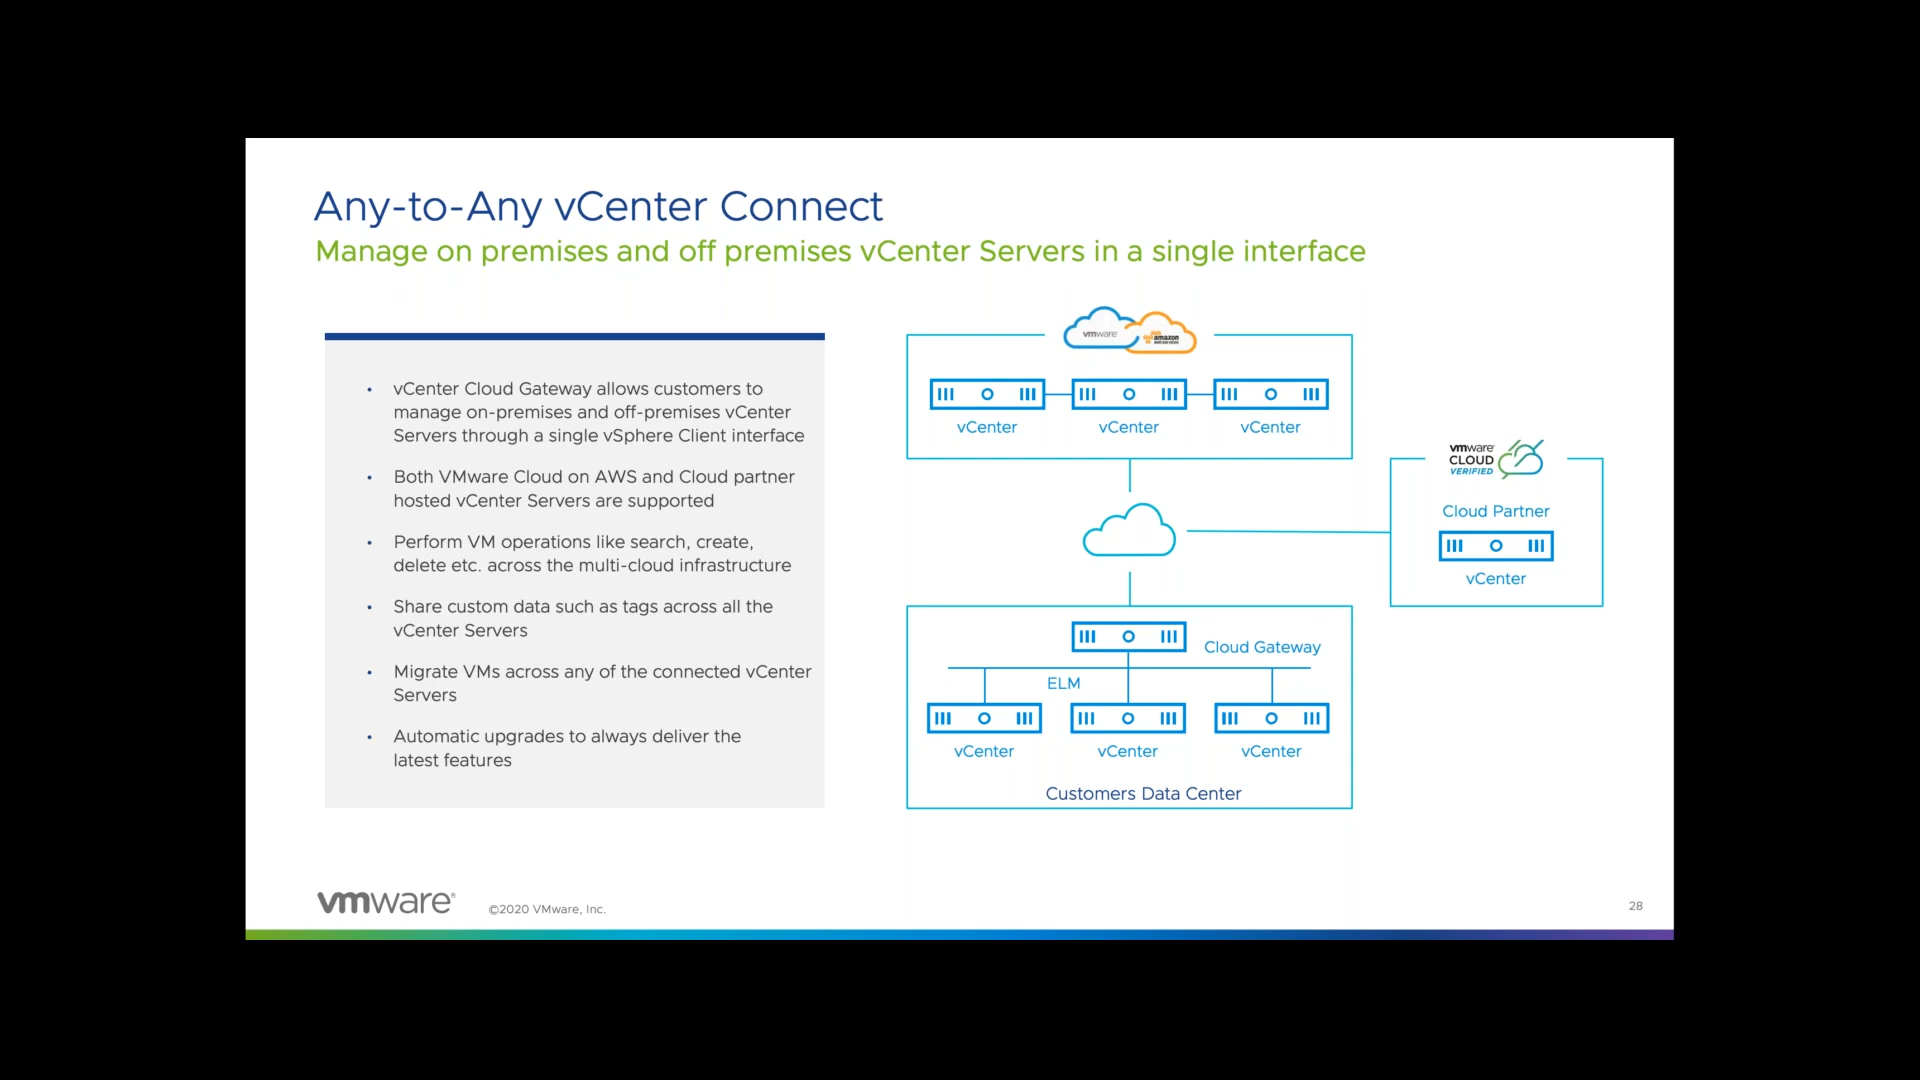 Any-to-Any vCenter Connect
Manage on premises and off premises vCenter Servers in a single interface
• vCenter Cloud Gateway allows customers to
manage on-premises and off-premises vCenter
Servers through a single vSphere Client interface
• Both VMware Cloud on AWS and Cloud partner
hosted vCenter Servers are supported
• Perform VM operations like search, create,
delete etc. across the multi-cloud infrastructure
• Share custom data such as tags across all the
vCenter Servers
• Migrate VMs across any of the connected vCenter
Servers
• Automatic upgrades to always deliver the
latest features
vmware
amazon
web services
vCenter
vCenter
vCenter
vmware
CLOUD
VERIFIED
Cloud Partner
vCenter
Cloud Gateway
ELM
vCenter
vCenter
vCenter
Customers Data Center
vmware®
©2020 VMware, Inc.
28